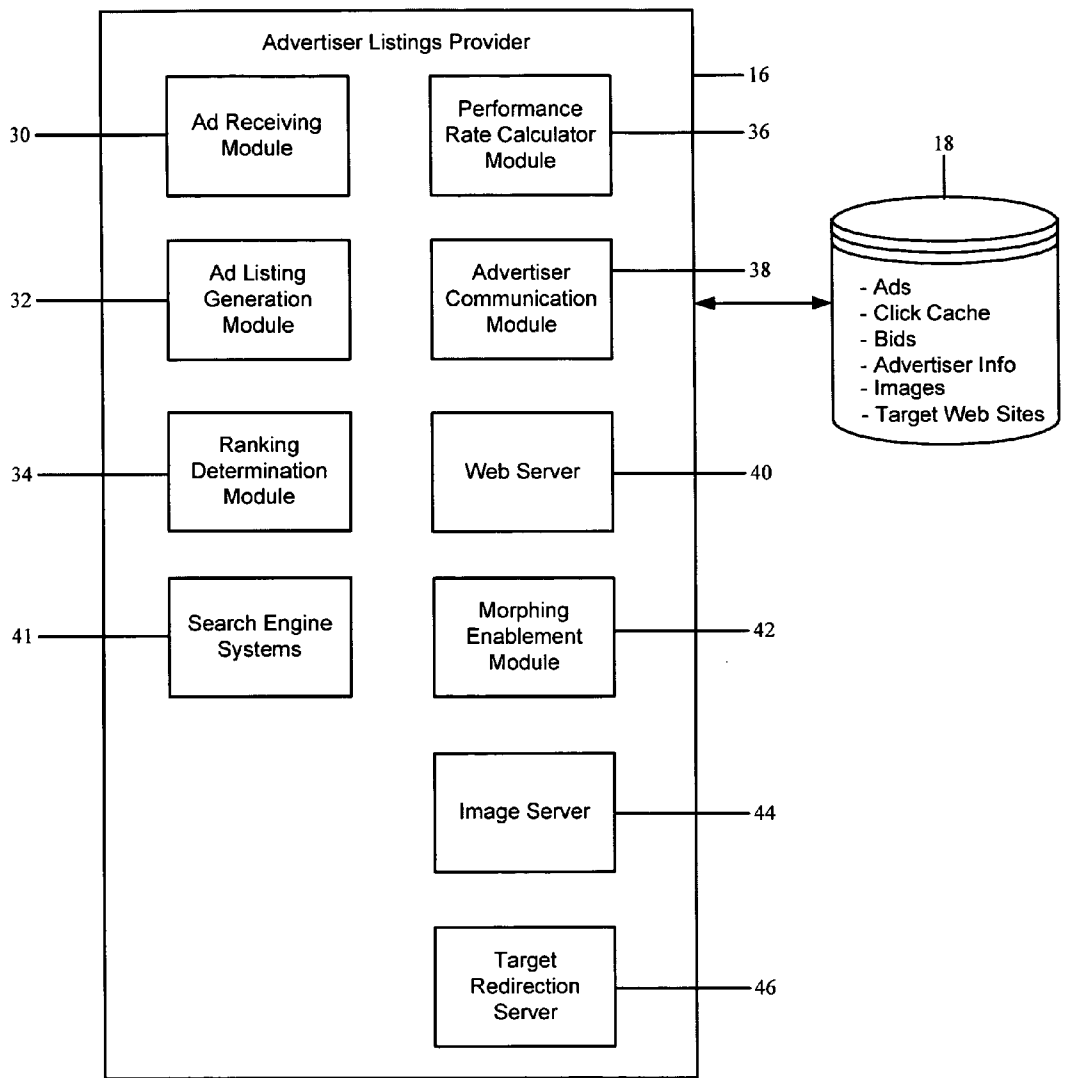 Advertiser Listings Provider
16
30
Ad Receiving
Module
Performance
Rate Calculator
Module
36
18
32
Ad Listing
Generation
Module
Advertiser
Communication
Module
38
- Ads
- Click Cache
- Bids
- Advertiser Info
- Images
- Target Web Sites
34
Ranking
Determination
Module
Web Server
40
41
Search Engine
Systems
Morphing
Enablement
Module
42
Image Server
44
Target
Redirection
Server
46